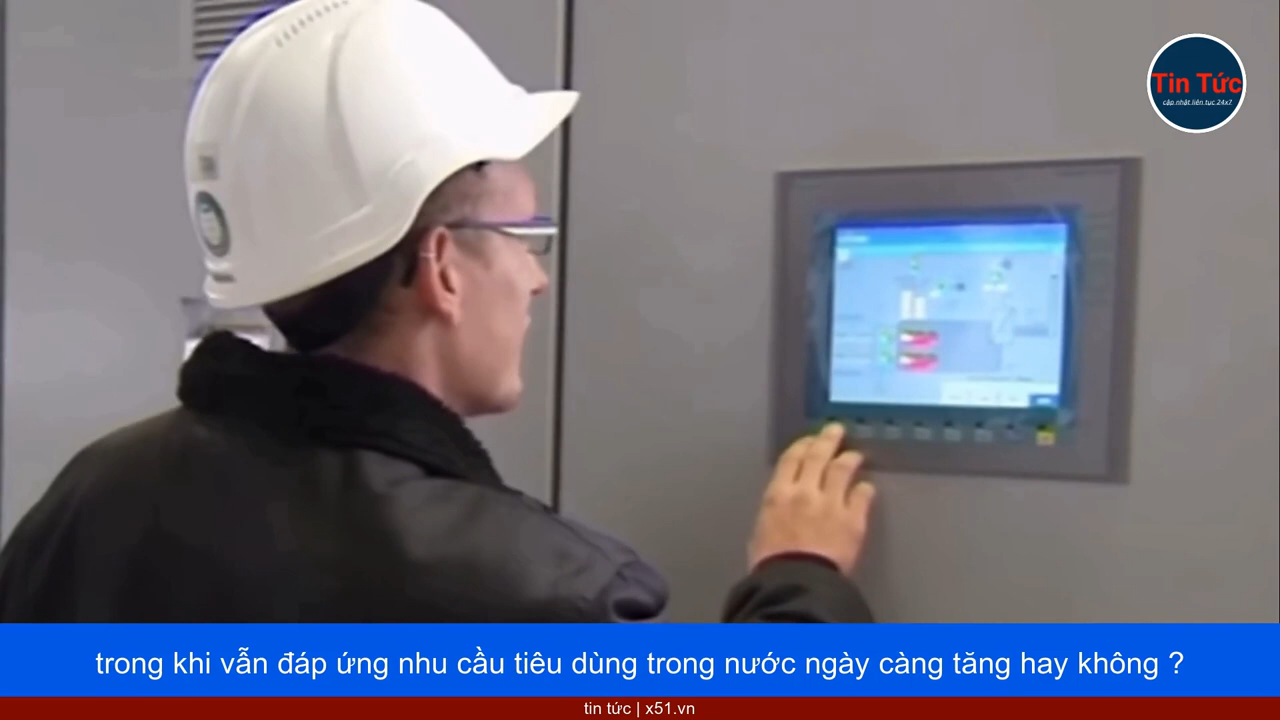 Tin Tức
cập nhật liên tục 24x7
trong khi vẫn đáp ứng nhu cầu tiêu dùng trong nước ngày càng tăng hay không ?
tin tức | x51.vn